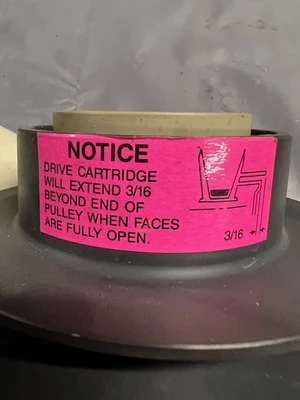 NOTICE
DRIVE CARTRIDGE
WILL EXTEND 3/16
BEYOND END OF
PULLEY WHEN FACES
ARE FULLY OPEN.
3/16